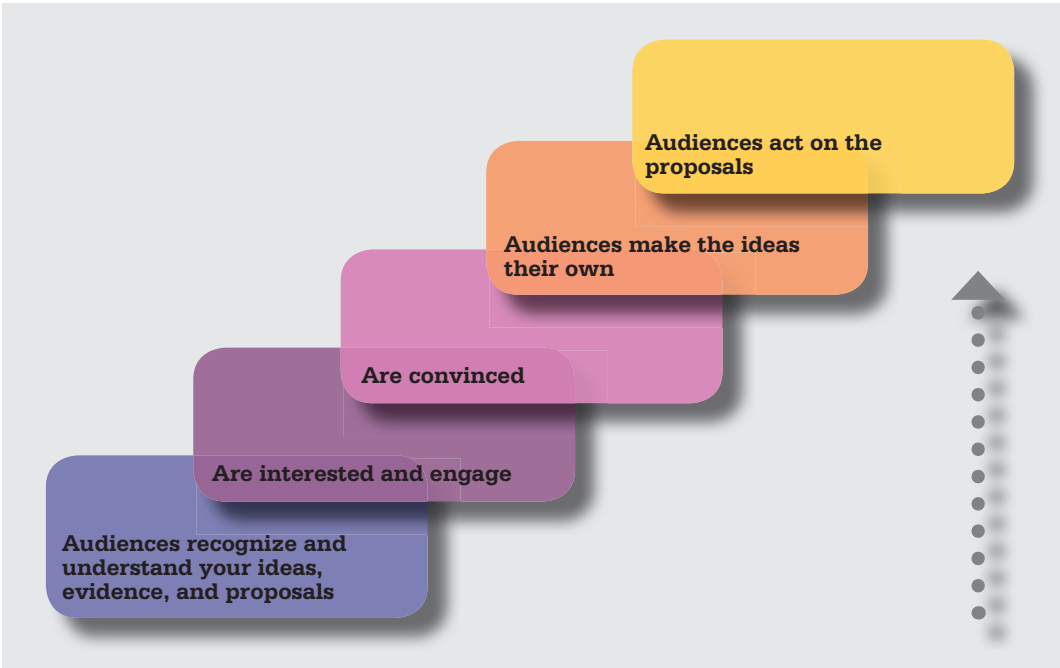 Audiences act on the
proposals
Audiences make the ideas
their own
Are convinced
Are interested and engage
Audiences recognize and
understand your ideas,
evidence, and proposals